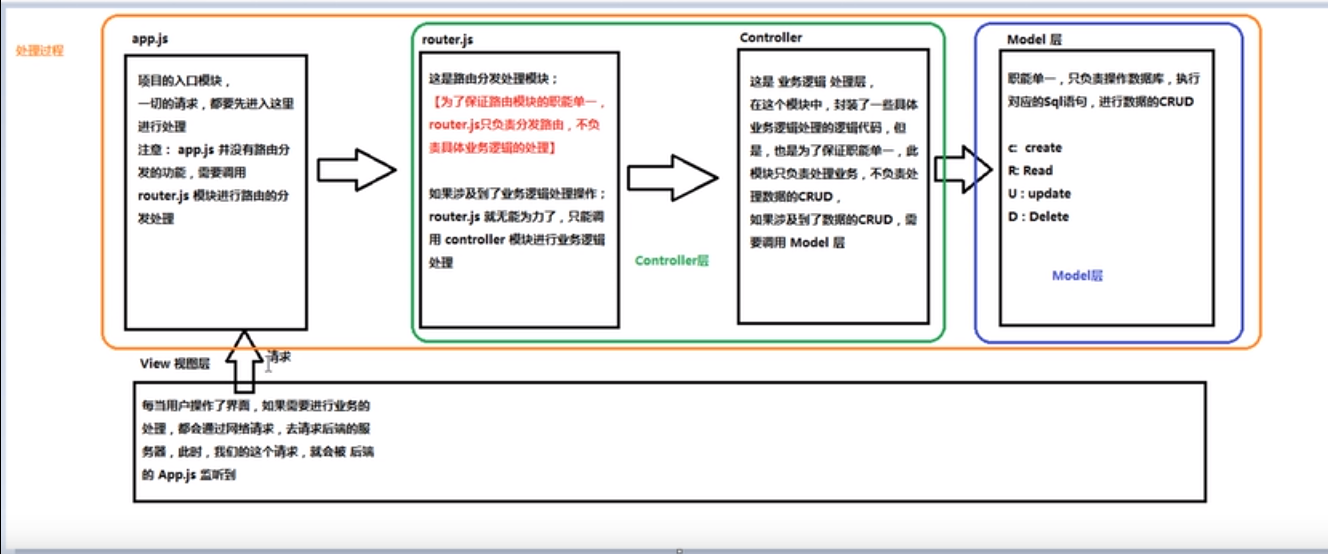 处理过程
app.js
项目的入口模块，
一切的请求，都要先进入这里
进行处理
注意： app.js 并没有路由分
发的功能，需要调用
router.js 模块进行路由的分
发处理
router.js
这是路由分发处理模块；
【为了保证路由模块的职能单一，
router.js只负责分发路由，不负
责具体业务逻辑的处理】
如果涉及到了业务逻辑处理操作；
router.js 就无能为力了，只能调
用 controller 模块进行业务逻辑
处理
Controller层
Controller
这是 业务逻辑 处理层，
在这个模块中，封装了一些具体
业务逻辑处理的逻辑代码，但
是，也是为了保证职能单一，此
模块只负责处理业务，不负责处
理数据的CRUD，
如果涉及到了数据的CRUD，需
要调用 Model 层
Model 层
职能单一，只负责操作数据库，执行
对应的Sql语句，进行数据的CRUD
c: create
R: Read
U : update
D : Delete
Model层
View 视图层
请求
每当用户操作了界面，如果需要进行业务的
处理，都会通过网络请求，去请求后端的服
务器，此时，我们的这个请求，就会被 后端
的 App.js 监听到